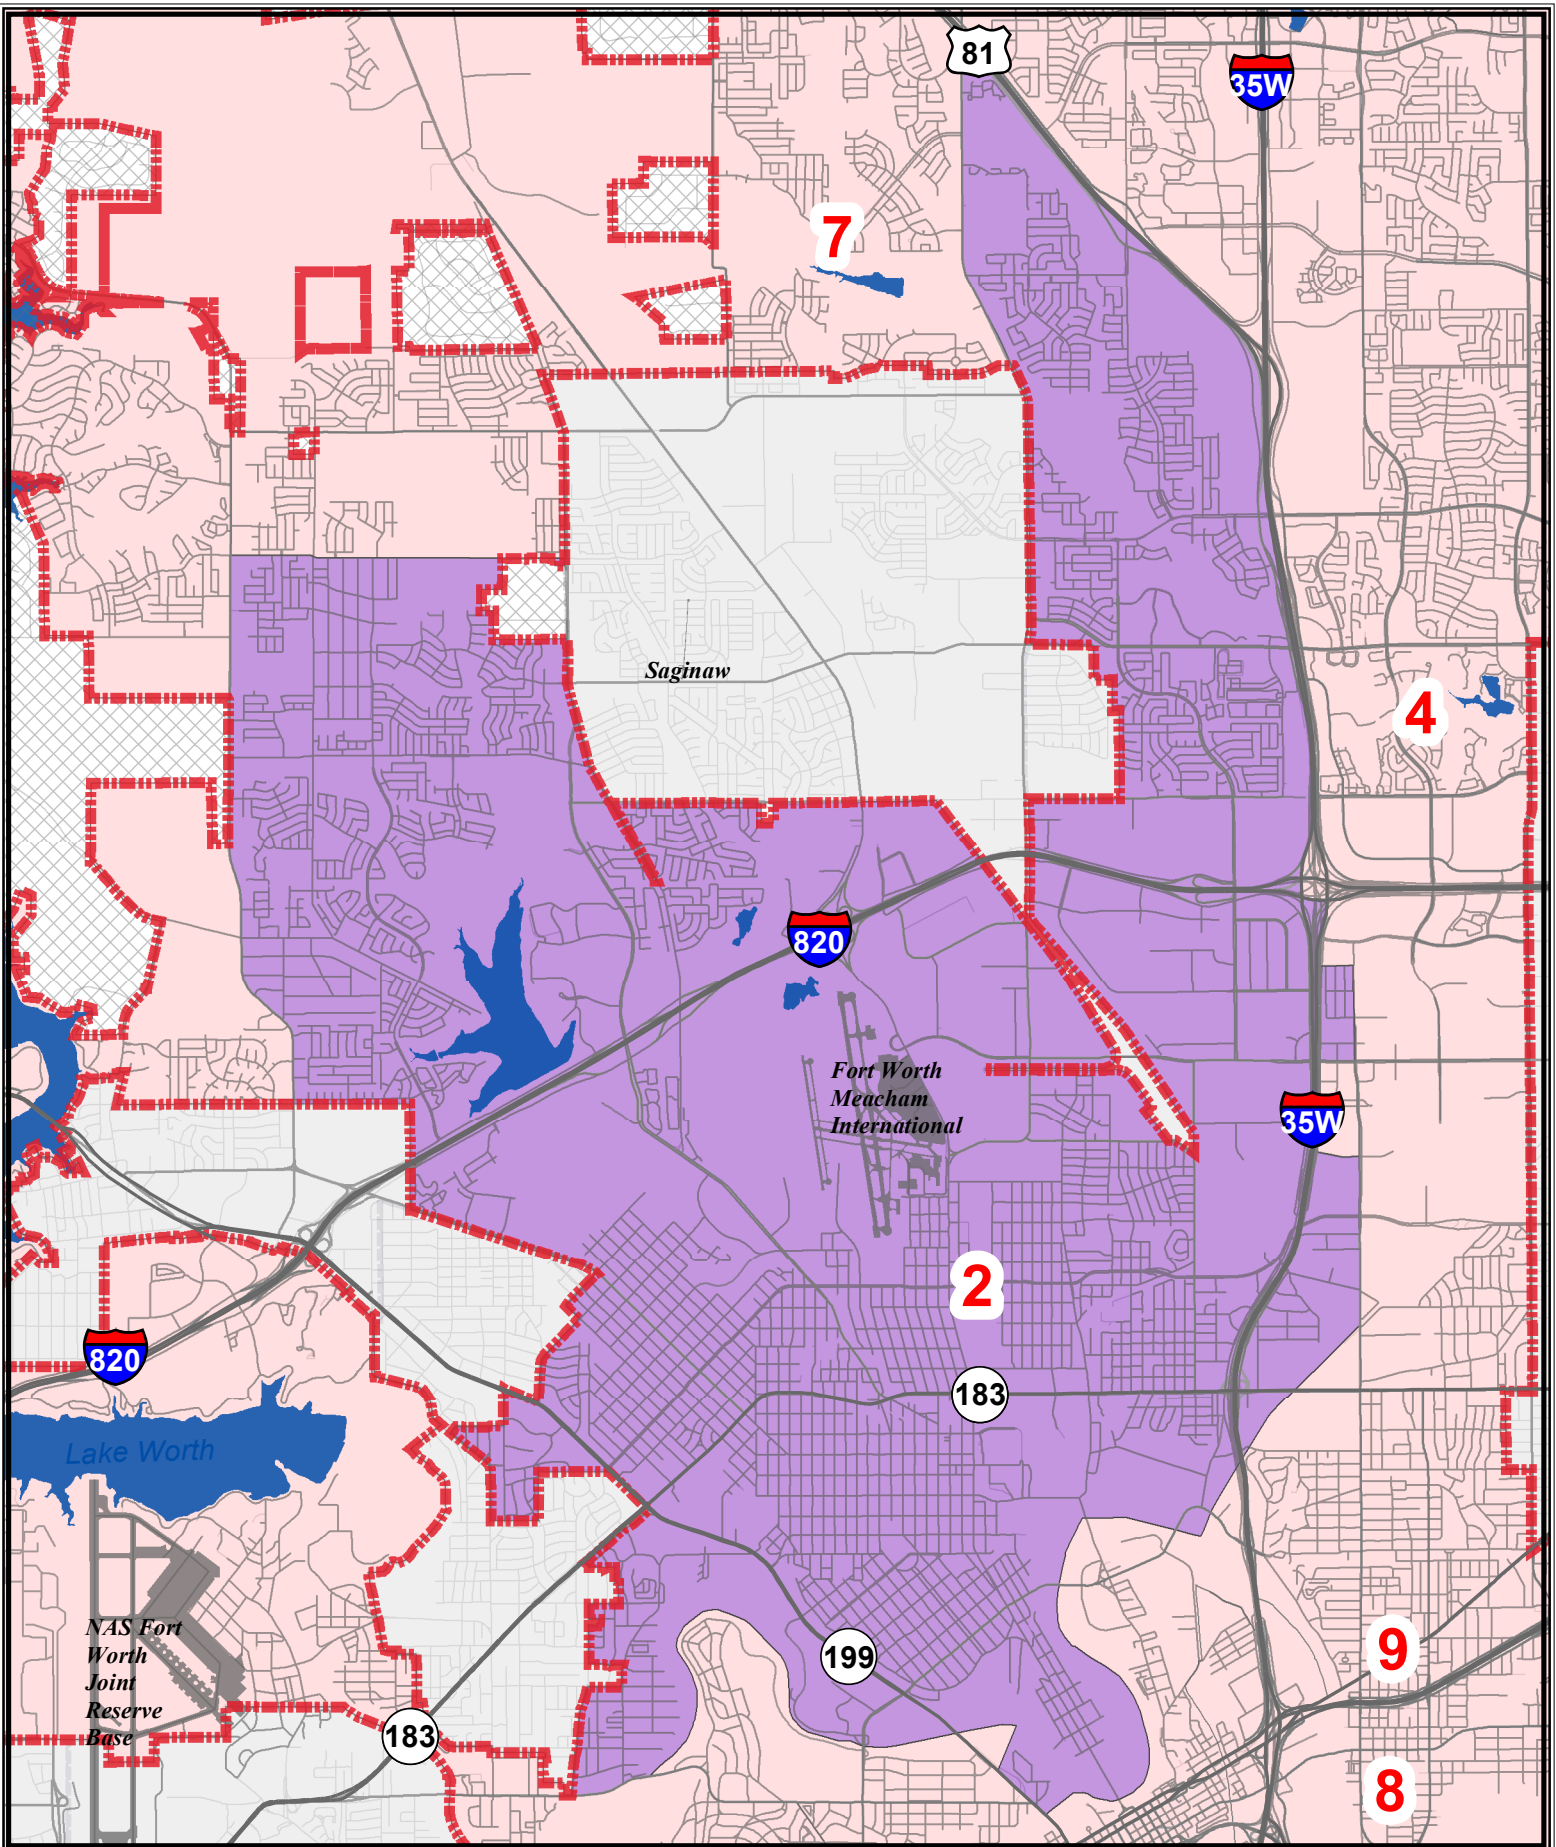 81
35W
7
Saginaw
4
820
Fort Worth
Meacham
International
35W
2
820
183
Lake Worth
NAS Fort
Worth
Joint
Reserve
Base
199
9
183
8